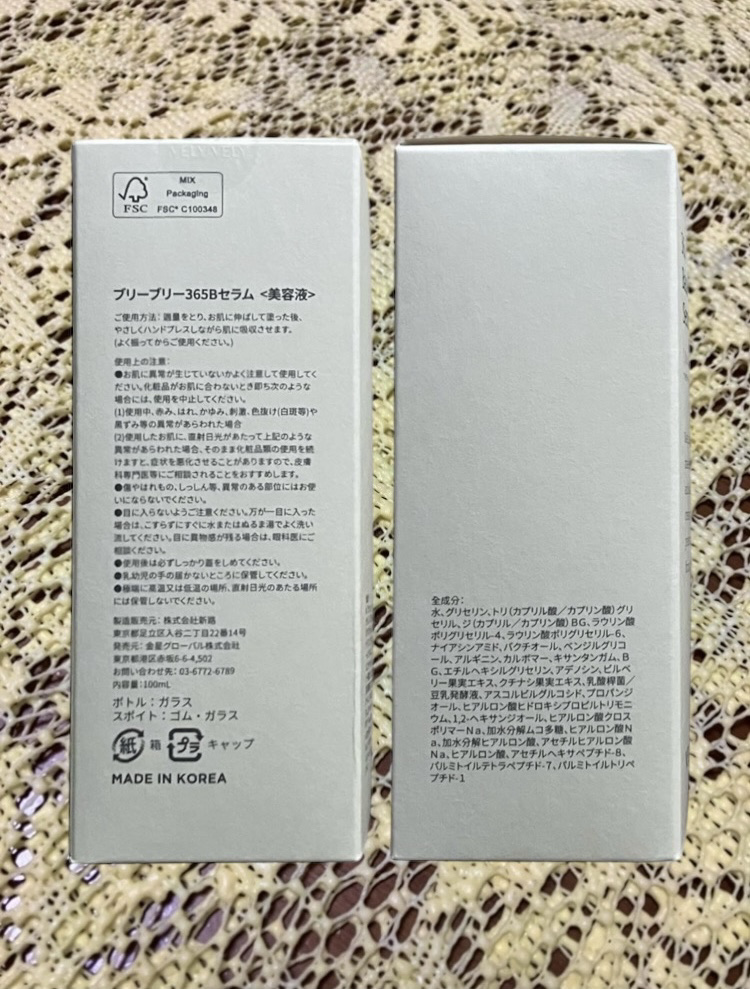 VELY VELY
MIX
Packaging
FSC
FSC® C100348
ブリーブリー365Bセラム <美容液>
ご使用方法：適量をとり、お肌に伸ばして塗った後、
やさしくハンドプレスしながら肌に吸収させます。
(よく振ってからご使用ください。)
使用上の注意：
●お肌に異常が生じていないかよく注意して使用してく
ださい。化粧品がお肌に合わないとき即ち次のような
場合には、使用を中止してください。
(1)使用中、赤み、はれ、かゆみ、刺激、色抜け(白斑等)や
黒ずみ等の異常があらわれた場合
(2)使用したお肌に、直射日光があたって上記のような
異常があらわれた場合、そのまま化粧品類の使用を続
けますと、症状を悪化させることがありますので、皮膚
科専門医等にご相談されることをおすすめします。
●傷やはれもの、しっしん等、異常のある部位にはお使
いにならないでください。
●目に入らないようご注意ください。万が一目に入った
場合は、こすらずにすぐに水またはぬるま湯でよく洗い
流してください。目に異物感が残る場合は、眼科医にご
相談ください。
●使用後は必ずしっかり蓋をしめてください。
●乳幼児の手の届かないところに保管してください。
●極端に高温又は低温の場所、直射日光のあたる場所
には保管しないでください。
製造販売元：株式会社新路
東京都足立区入谷二丁目22番14号
発売元：金星グローバル株式会社
東京都港区赤坂6-6-4,502
お問い合わせ先：03-6772-6789
内容量：100mL
ボトル：ガラス
スポイト：ゴム・ガラス
紙 箱 プラ キャップ
MADE IN KOREA
全成分：
水、グリセリン、トリ(カプリル酸／カプリン酸)グリ
セリル、ジ(カプリル／カプリン酸)BG、ラウリン酸
ポリグリセリル-4、ラウリン酸ポリグリセリル-6、
ナイアシンアミド、バクチオール、ベンジルグリコ
ール、アルギニン、カルボマー、キサンタンガム、B
G、エチルヘキシルグリセリン、アデノシン、ビルベ
リー果実エキス、クチナシ果実エキス、乳酸桿菌／
豆乳発酵液、アスコルビルグルコシド、プロパンジ
オール、ヒアルロン酸ヒドロキシプロピルトリモニ
ウム、1,2-ヘキサンジオール、ヒアルロン酸クロス
ポリマーNa、加水分解ムコ多糖、ヒアルロン酸N
a、加水分解ヒアルロン酸、アセチルヒアルロン酸
Na、ヒアルロン酸、アセチルヘキサペプチド-8、
パルミトイルテトラペプチド-7、パルミトイルトリペ
プチド-1